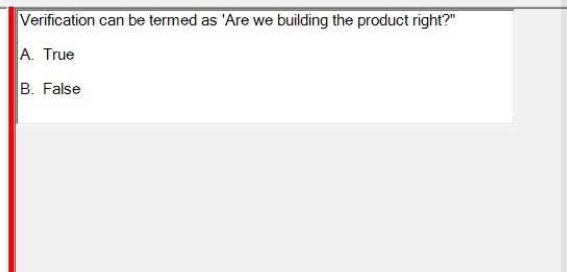 Verification can be termed as 'Are we building the product right?"
A. True
B. False